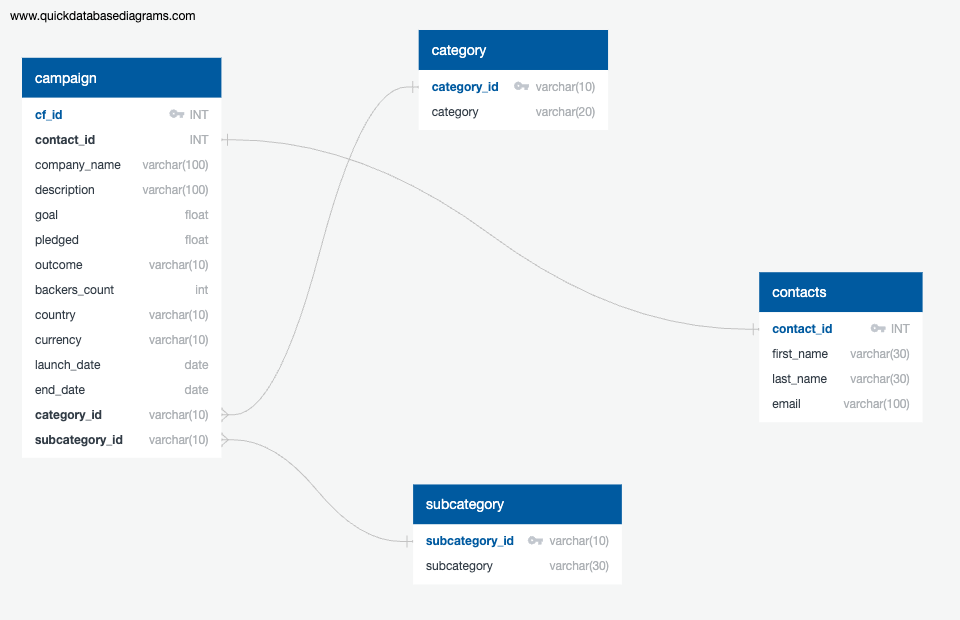 www.quickdatabasediagrams.com
campaign
cf_id INT
contact_id INT
company_name varchar(100)
description varchar(100)
goal float
pledged float
outcome varchar(10)
backers_count int
country varchar(10)
currency varchar(10)
launch_date date
end_date date
category_id varchar(10)
subcategory_id varchar(10)
category
category_id varchar(10)
category varchar(20)
contacts
contact_id INT
first_name varchar(30)
last_name varchar(30)
email varchar(100)
subcategory
subcategory_id varchar(10)
subcategory varchar(30)